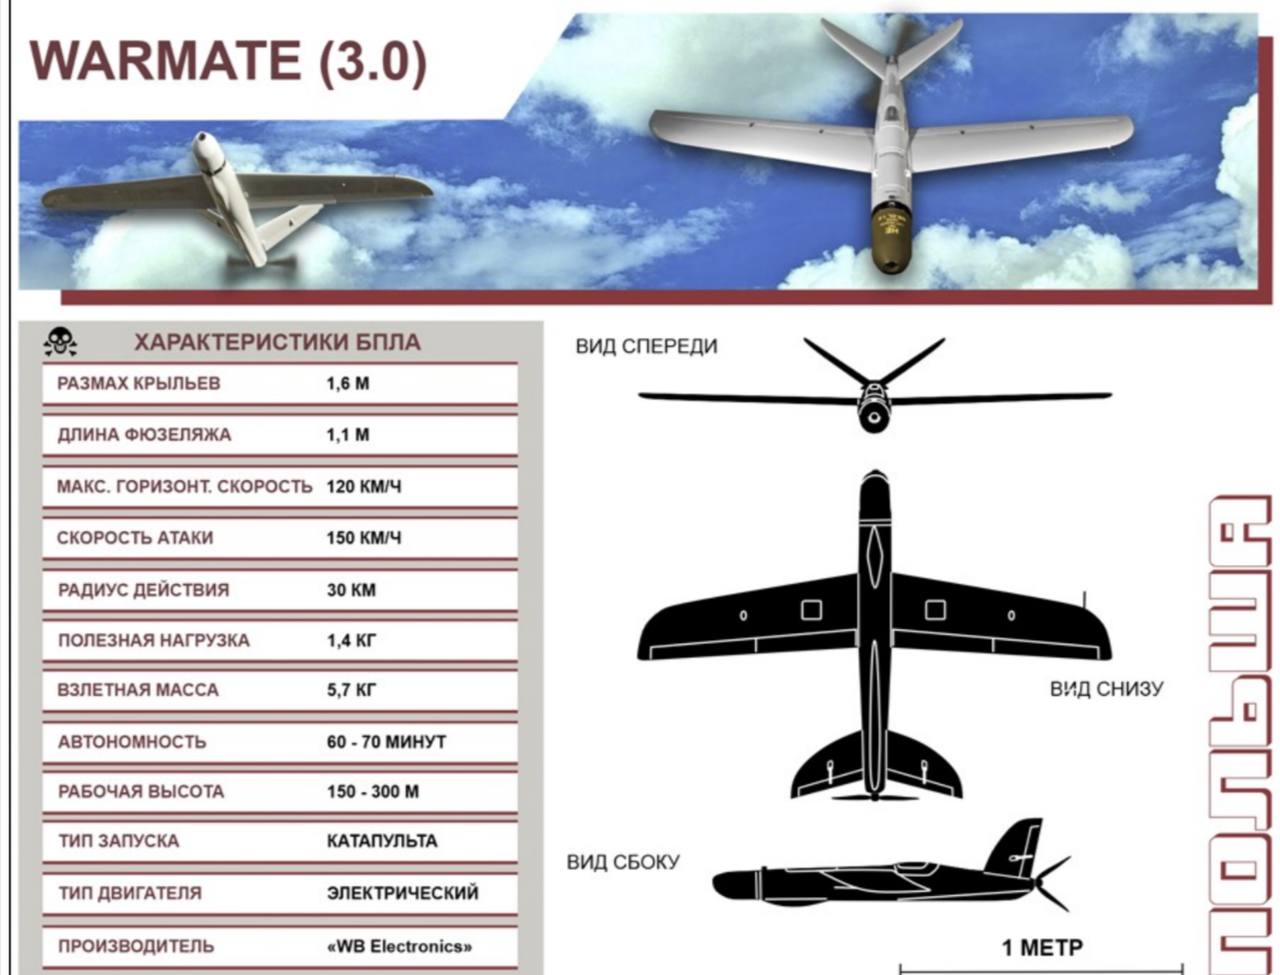 WARMATE (3.0)
ХАРАКТЕРИСТИКИ БПЛА
РАЗМАХ КРЫЛЬЕВ 1,6 М
ДЛИНА ФЮЗЕЛЯЖА 1,1 М
МАКС. ГОРИЗОНТ. СКОРОСТЬ 120 КМ/Ч
СКОРОСТЬ АТАКИ 150 КМ/Ч
РАДИУС ДЕЙСТВИЯ 30 КМ
ПОЛЕЗНАЯ НАГРУЗКА 1,4 КГ
ВЗЛЕТНАЯ МАССА 5,7 КГ
АВТОНОМНОСТЬ 60 - 70 МИНУТ
РАБОЧАЯ ВЫСОТА 150 - 300 М
ТИП ЗАПУСКА КАТАПУЛЬТА
ТИП ДВИГАТЕЛЯ ЭЛЕКТРИЧЕСКИЙ
ПРОИЗВОДИТЕЛЬ «WB Electronics»
ВИД СПЕРЕДИ
ВИД СНИЗУ
ВИД СБОКУ
1 МЕТР
ПОЛЬША